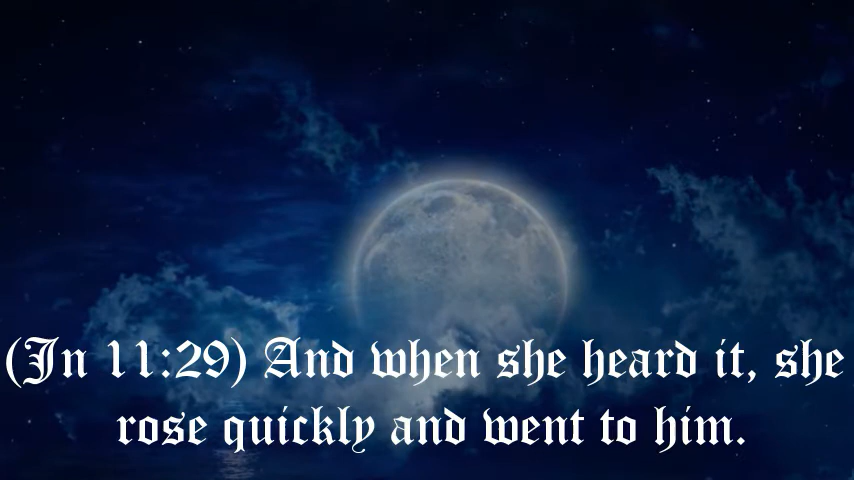 (Jn 11:29) And when she heard it, she
rose quickly and went to him.